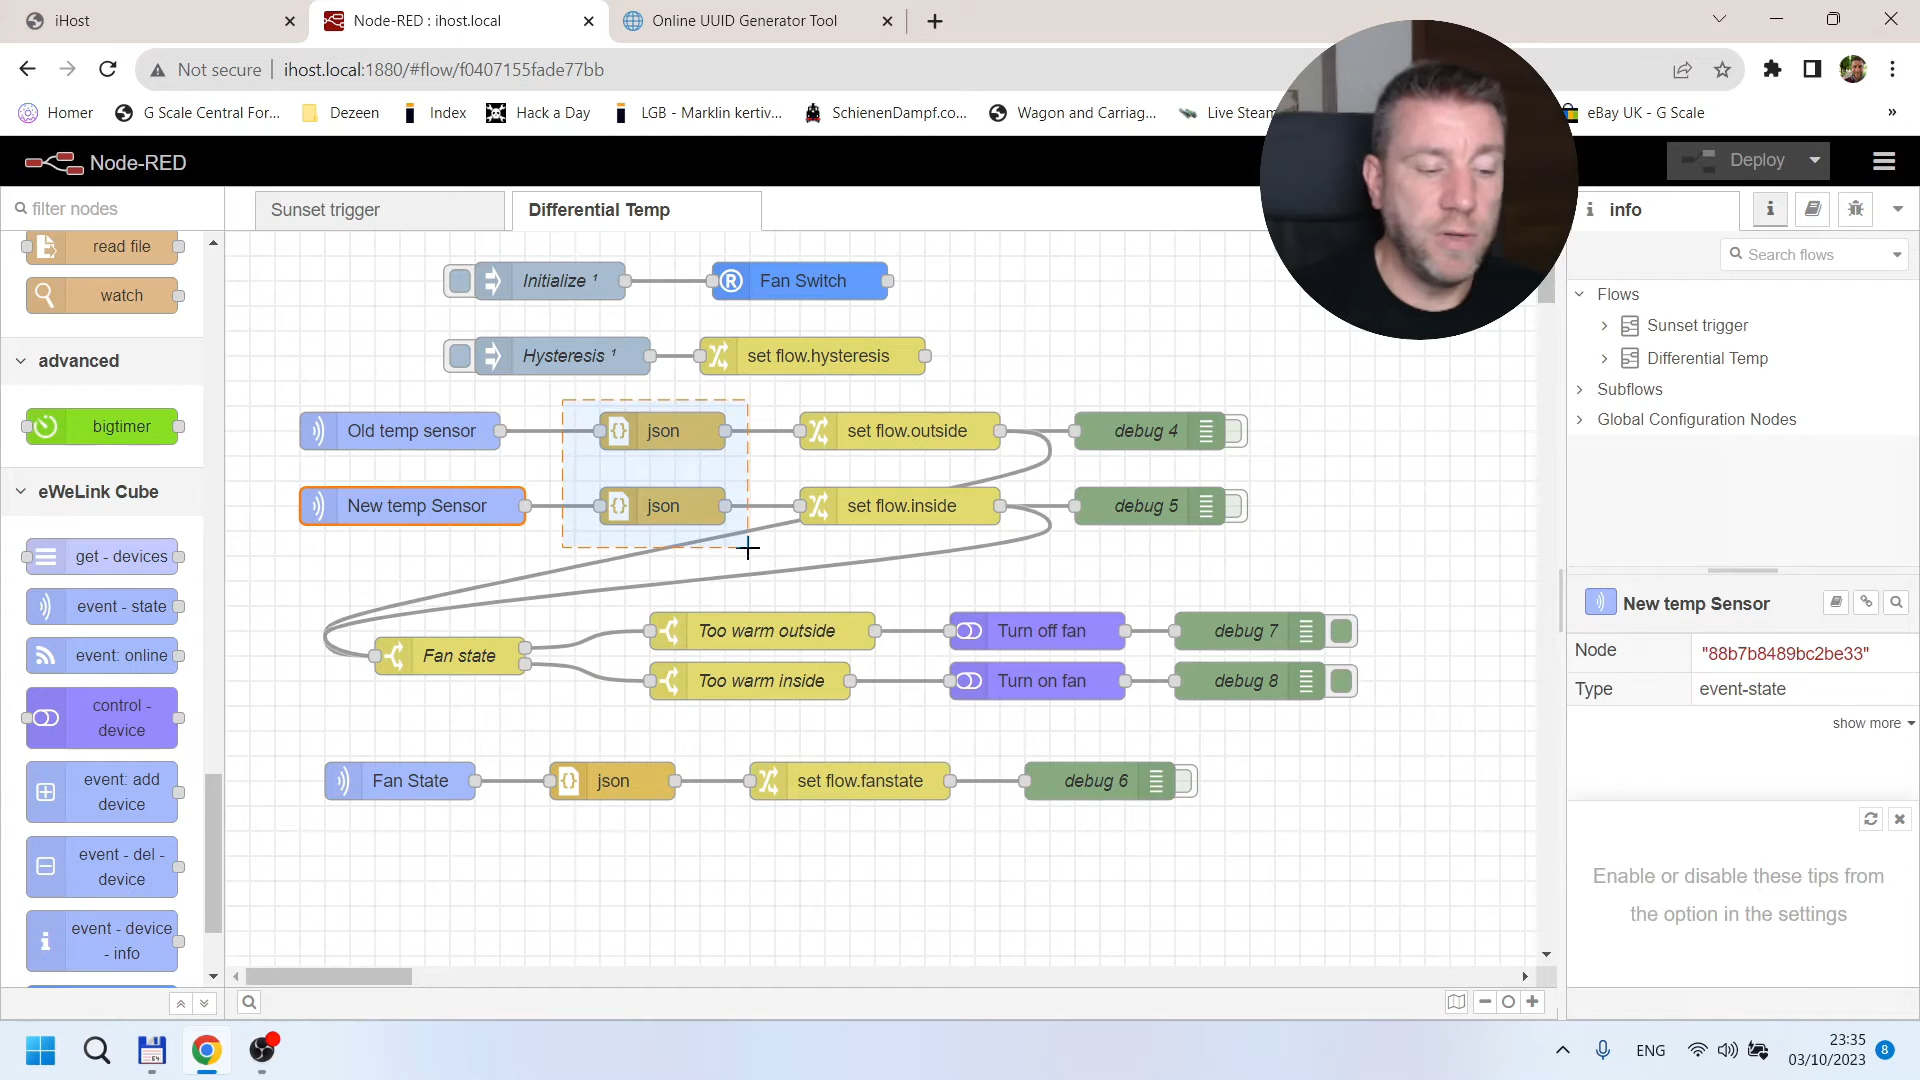 iHost
Node-RED : ihost.local
Online UUID Generator Tool
Not secure
ihost.local:1880/#flow/f0407155fade77bb
Homer
G Scale Central For...
Dezeen
Index
Hack a Day
LGB - Marklin kertiv...
SchienenDampf.co...
Wagon and Carriag...
Live Steam
eBay UK - G Scale
»
Node-RED
Deploy
filter nodes
Sunset trigger
Differential Temp
i
info
i
read file
watch
advanced
bigtimer
eWeLink Cube
get - devices
event - state
event: online
control -
device
event: add
device
event - del -
device
event - device
- info
Initialize ¹
R
Fan Switch
Hysteresis ¹
set flow.hysteresis
Old temp sensor
{}
json
set flow.outside
debug 4
New temp Sensor
{}
json
set flow.inside
debug 5
Fan state
Too warm outside
Turn off fan
debug 7
Too warm inside
Turn on fan
debug 8
Fan State
{}
json
set flow.fanstate
debug 6
Search flows
Flows
Sunset trigger
Differential Temp
Subflows
Global Configuration Nodes
New temp Sensor
Node
"88b7b8489bc2be33"
Type
event-state
show more
Enable or disable these tips from
the option in the settings
64
ENG
23:35
03/10/2023
8